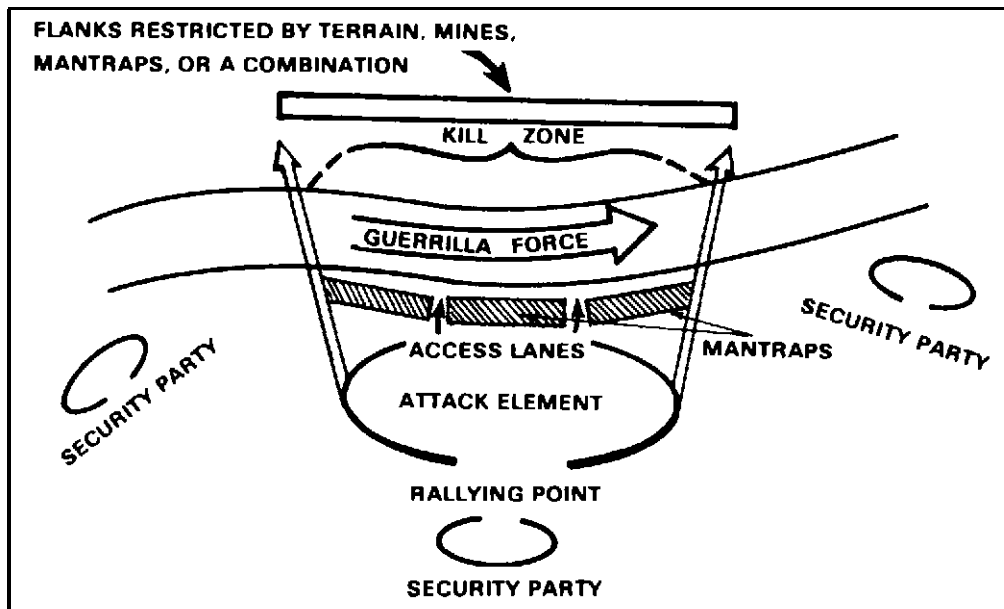 FLANKS RESTRICTED BY TERRAIN, MINES,
MANTRAPS, OR A COMBINATION
KILL ZONE
GUERRILLA FORCE
SECURITY PARTY
ACCESS LANES
MANTRAPS
SECURITY PARTY
ATTACK ELEMENT
RALLYING POINT
SECURITY PARTY